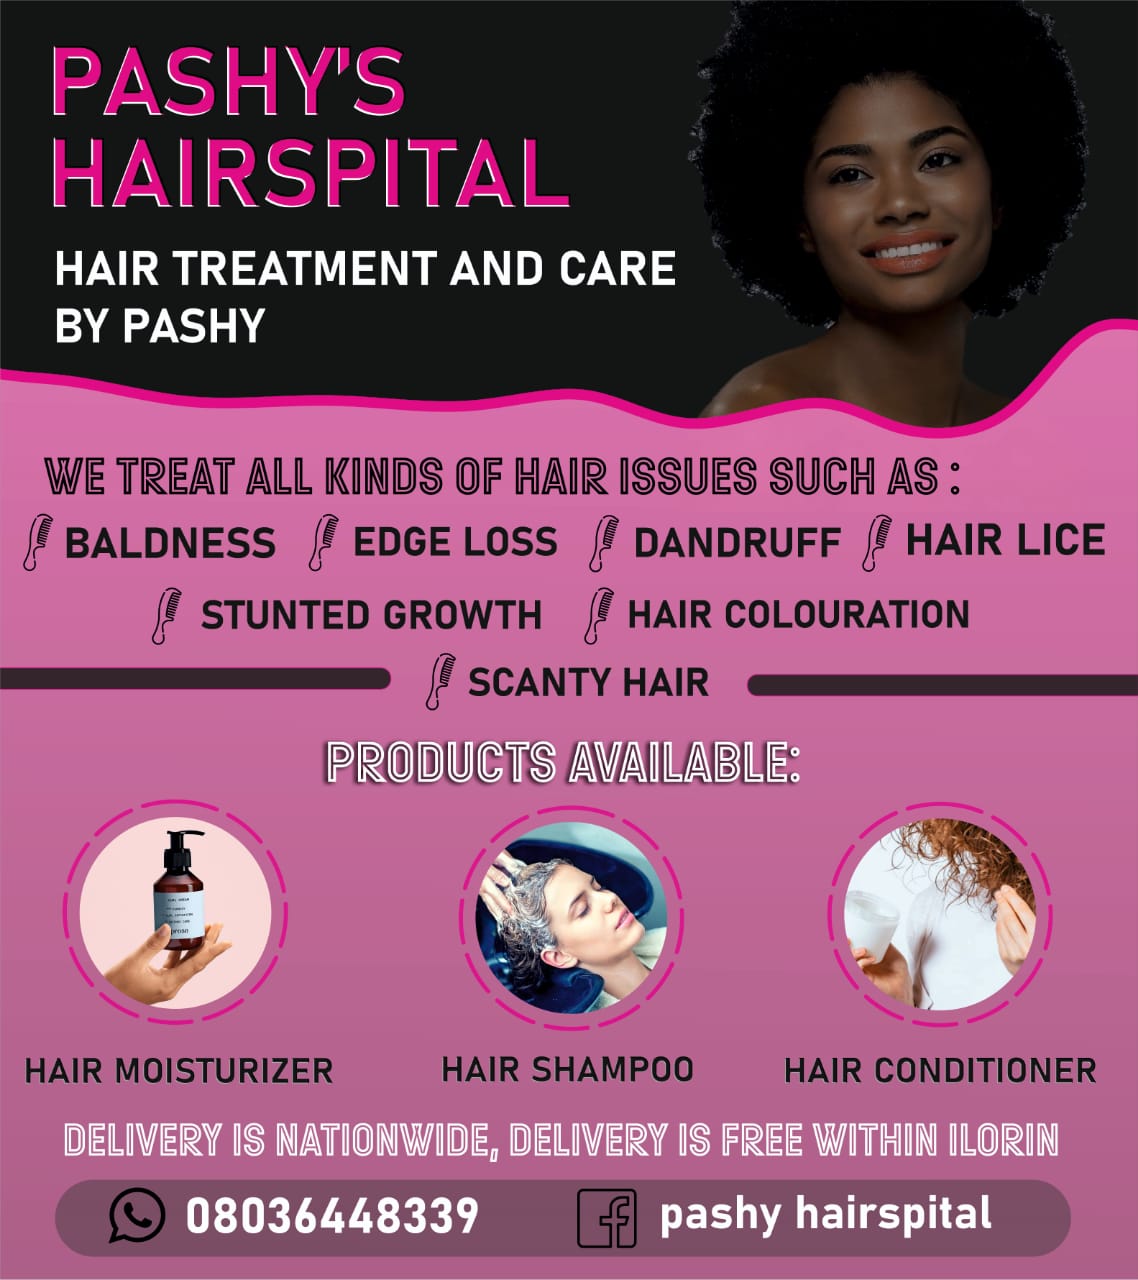 PASHY'S
HAIRSPITAL
HAIR TREATMENT AND CARE
BY PASHY
WE TREAT ALL KINDS OF HAIR ISSUES SUCH AS :
BALDNESS EDGE LOSS DANDRUFF HAIR LICE
STUNTED GROWTH HAIR COLOURATION
SCANTY HAIR
PRODUCTS AVAILABLE:
HAIR MOISTURIZER HAIR SHAMPOO HAIR CONDITIONER
DELIVERY IS NATIONWIDE, DELIVERY IS FREE WITHIN ILORIN
08036448339 pashy hairspital